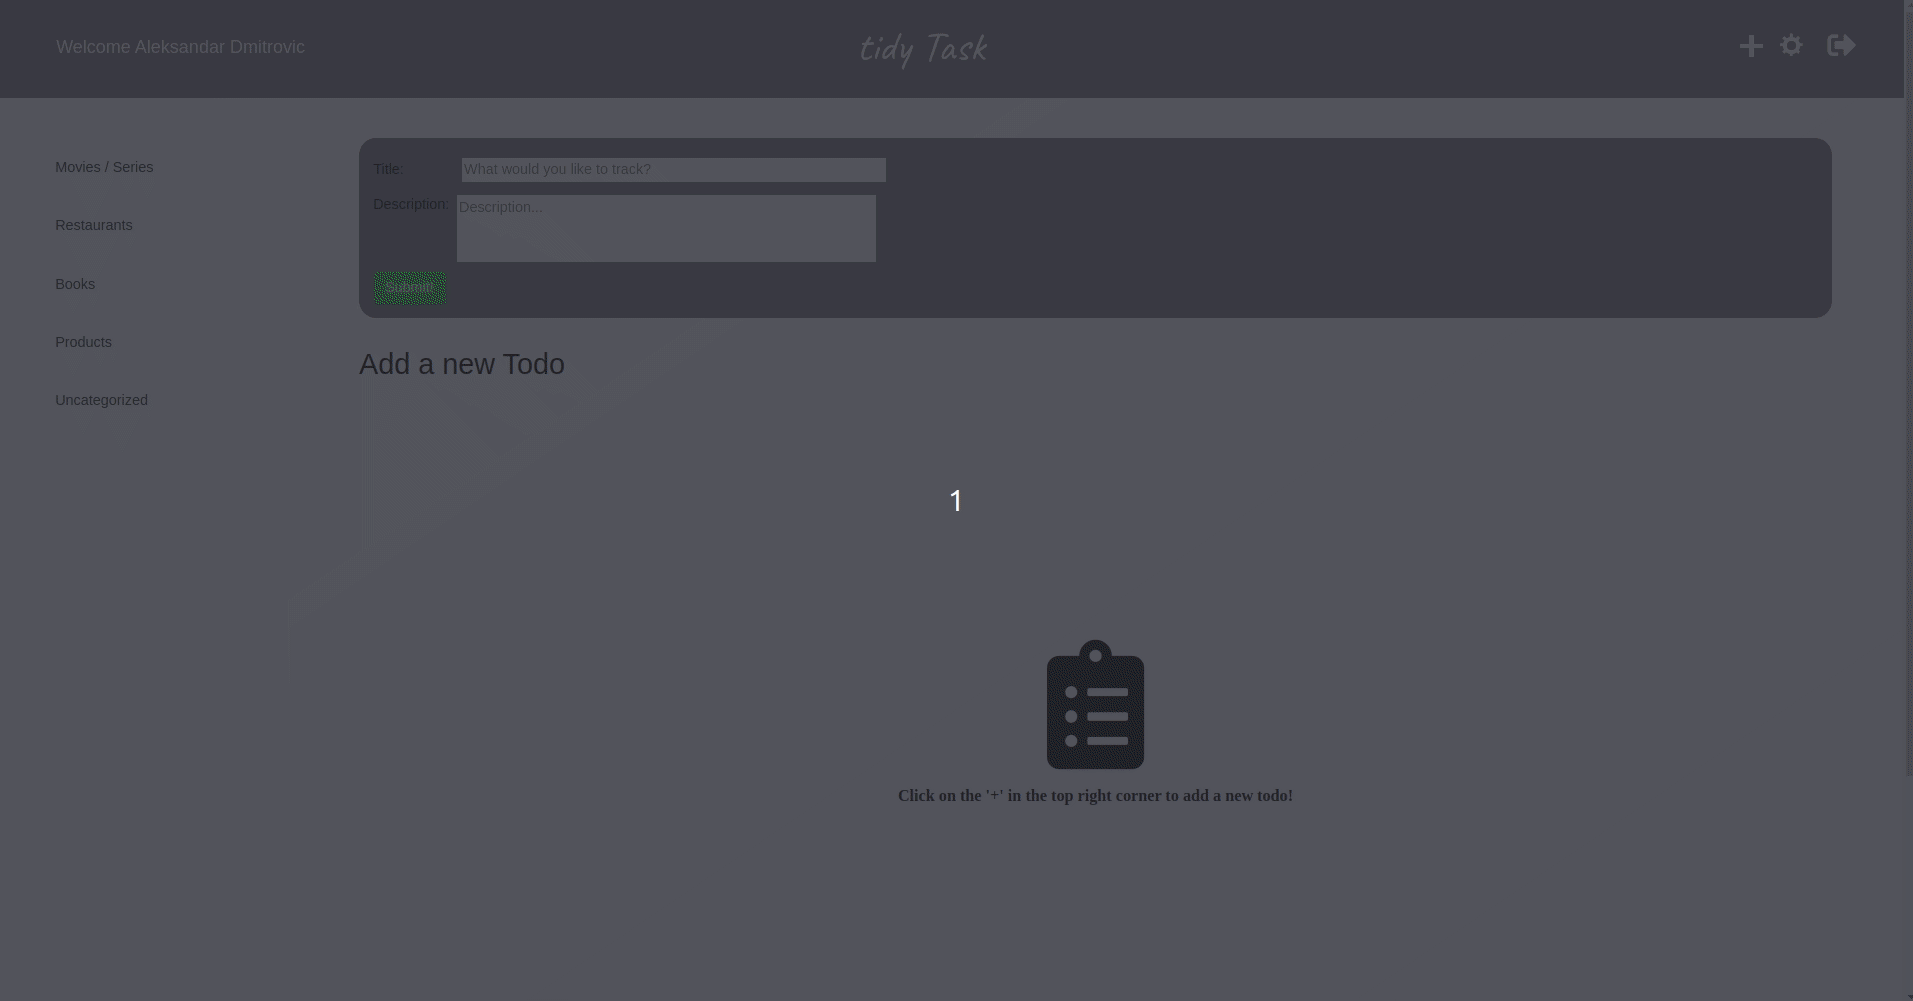 Welcome Aleksandar Dmitrovic
tidy Task
Movies / Series
Restaurants
Books
Products
Uncategorized
Title:
What would you like to track?
Description:
Description...
Submit!
Add a new Todo
1
Click on the '+' in the top right corner to add a new todo!